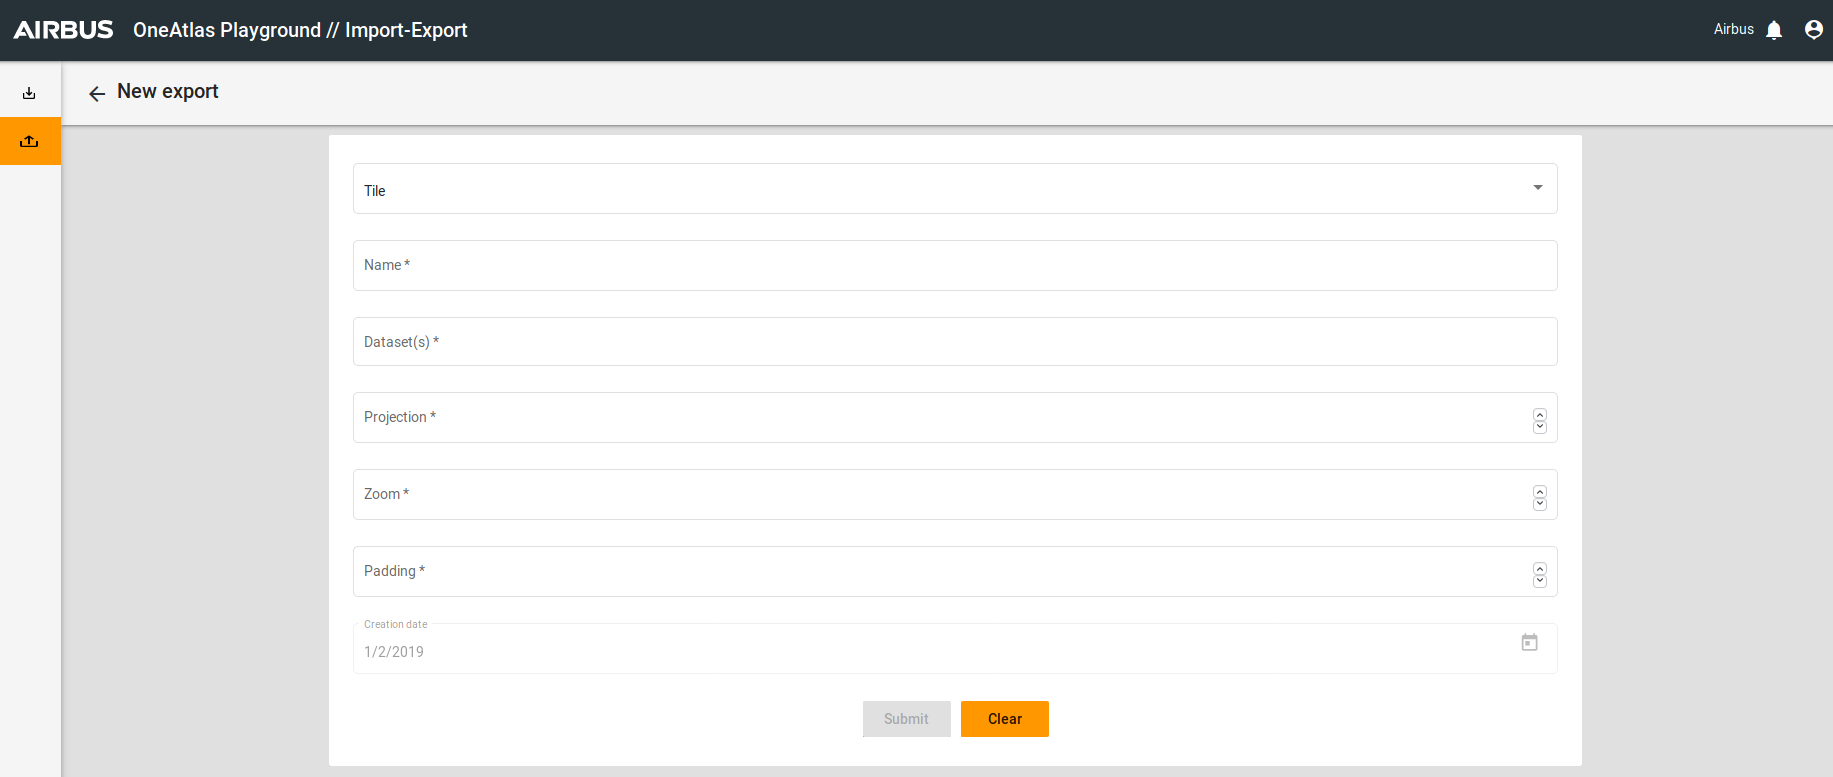 AIRBUS OneAtlas Playground // Import-Export Airbus
New export
Tile
Name *
Dataset(s) *
Projection *
Zoom *
Padding *
Creation date
1/2/2019
Submit Clear